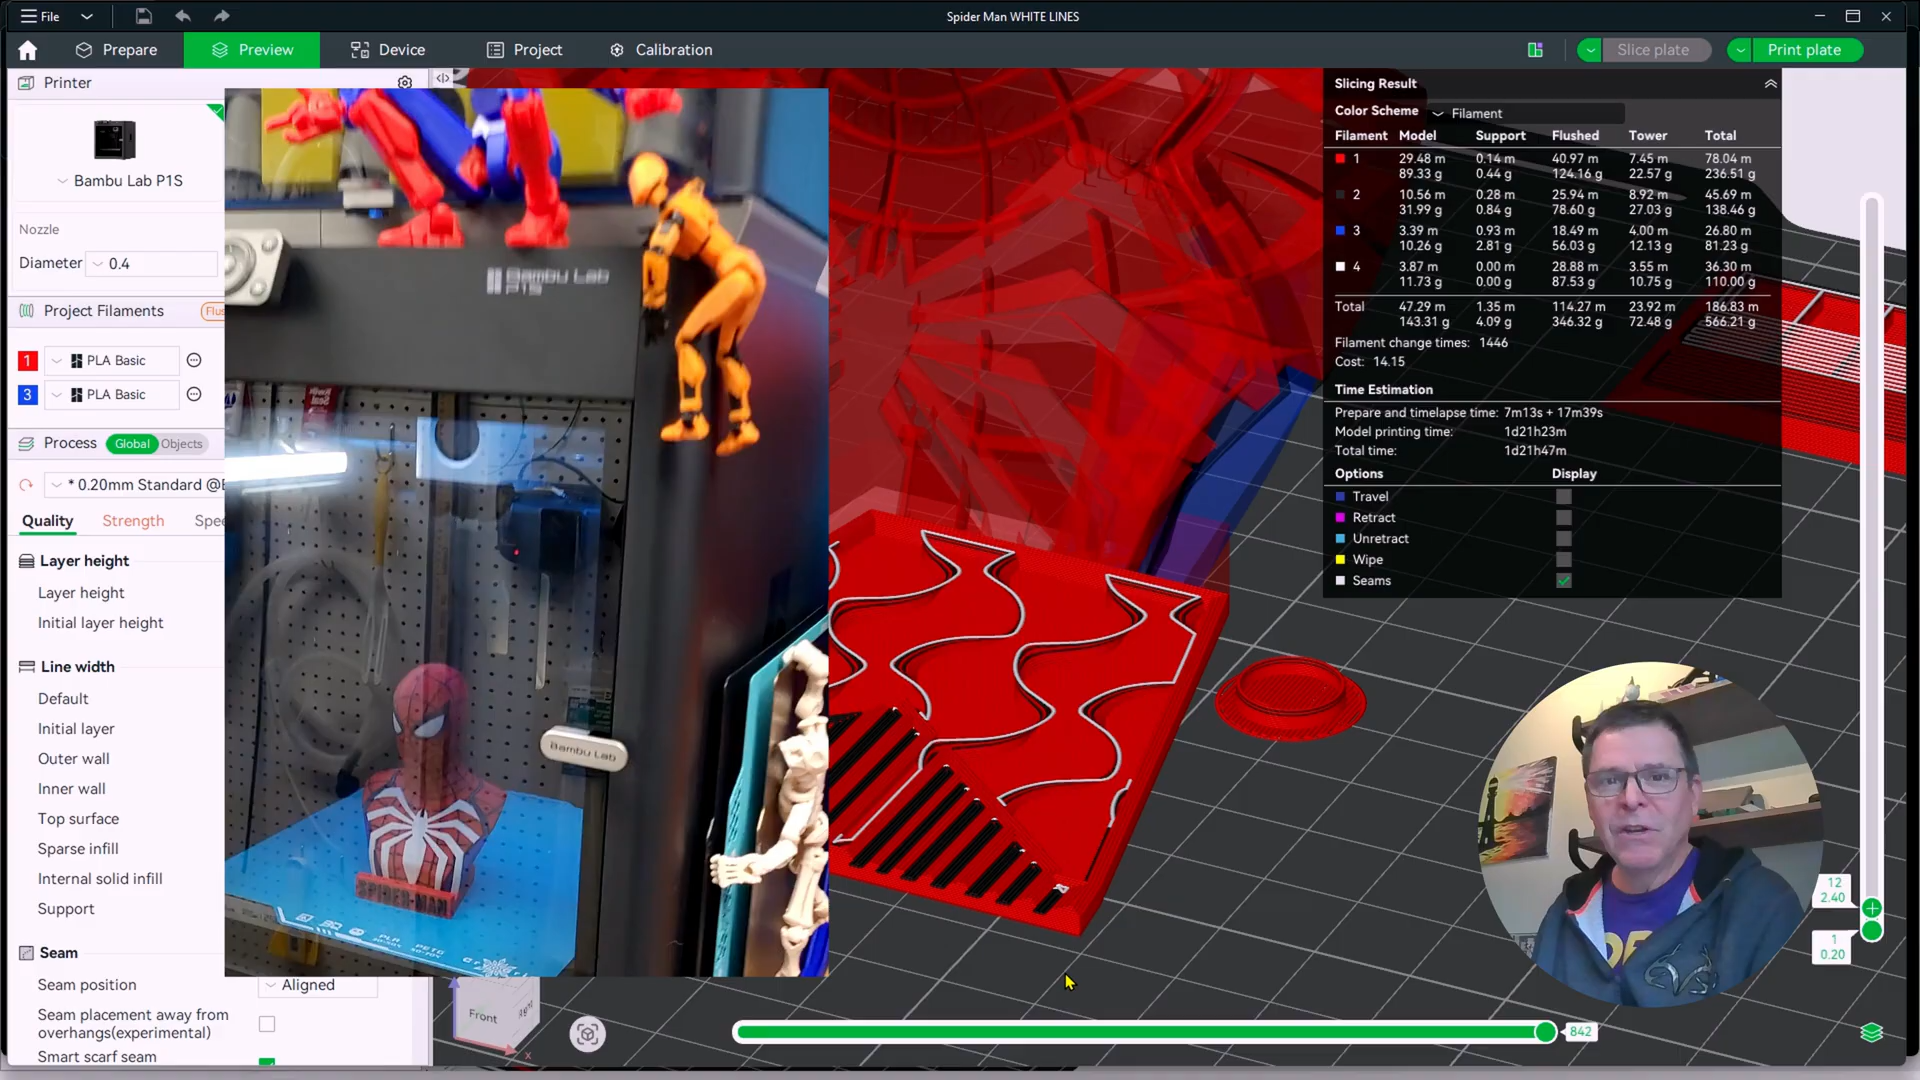 File
Spider Man WHITE LINES
Prepare
Preview
Device
Project
Calibration
Slice plate
Print plate
Printer
Bambu Lab P1S
Nozzle
Diameter
0.4
Project Filaments
Flus
1 PLA Basic
3 PLA Basic
Process Global Objects
* 0.20mm Standard @B
Quality Strength Spee
Layer height
Layer height
Initial layer height
Line width
Default
Initial layer
Outer wall
Inner wall
Top surface
Sparse infill
Internal solid infill
Support
Seam
Seam position Aligned
Seam placement away from
overhangs(experimental)
Smart scarf seam
Bambu Lab
P1S
Bambu Lab
SPIDER-MAN
PLA PETG
Front
Right
x
Slicing Result
Color Scheme Filament
Filament Model Support Flushed Tower Total
1 29.48 m 0.14 m 40.97 m 7.45 m 78.04 m
89.33 g 0.44 g 124.16 g 22.57 g 236.51 g
2 10.56 m 0.28 m 25.94 m 8.92 m 45.69 m
31.99 g 0.84 g 78.60 g 27.03 g 138.46 g
3 3.39 m 0.93 m 18.49 m 4.00 m 26.80 m
10.26 g 2.81 g 56.03 g 12.13 g 81.23 g
4 3.87 m 0.00 m 28.88 m 3.55 m 36.30 m
11.73 g 0.00 g 87.53 g 10.75 g 110.00 g
Total 47.29 m 1.35 m 114.27 m 23.92 m 186.83 m
143.31 g 4.09 g 346.32 g 72.48 g 566.21 g
Filament change times: 1446
Cost: 14.15
Time Estimation
Prepare and timelapse time: 7m13s + 17m39s
Model printing time: 1d21h23m
Total time: 1d21h47m
Options Display
Travel
Retract
Unretract
Wipe
Seams
12
2.40
1
0.20
842